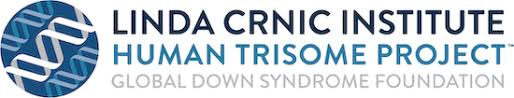 LINDA CRNIC INSTITUTE
HUMAN TRISOME PROJECT™
GLOBAL DOWN SYNDROME FOUNDATION